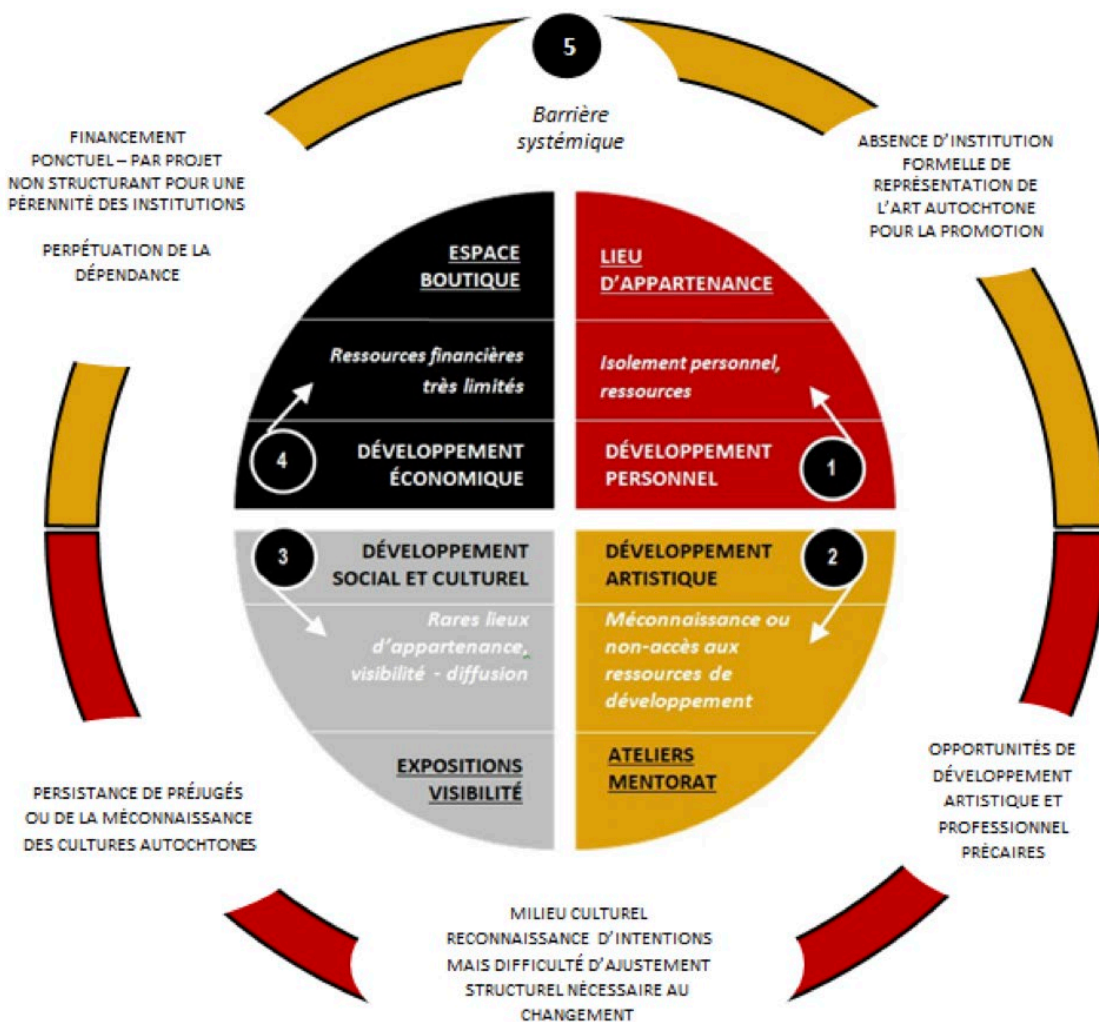 5
Barrière
systémique
FINANCEMENT
PONCTUEL – PAR PROJET
NON STRUCTURANT POUR UNE
PÉRENNITÉ DES INSTITUTIONS
PERPÉTUATION DE LA
DÉPENDANCE
ABSENCE D'INSTITUTION
FORMELLE DE
REPRÉSENTATION DE
L'ART AUTOCHTONE
POUR LA PROMOTION
ESPACE
BOUTIQUE
Ressources financières
très limités
4
DÉVELOPPEMENT
ÉCONOMIQUE
LIEU
D'APPARTENANCE
Isolement personnel,
ressources
DÉVELOPPEMENT
PERSONNEL
1
3
DÉVELOPPEMENT
SOCIAL ET CULTUREL
Rares lieux
d'appartenance,
visibilité - diffusion
EXPOSITIONS
VISIBILITÉ
DÉVELOPPEMENT
ARTISTIQUE
2
Méconnaissance ou
non-accès aux
ressources de
développement
ATELIERS
MENTORAT
PERSISTANCE DE PRÉJUGÉS
OU DE LA MÉCONNAISSANCE
DES CULTURES AUTOCHTONES
OPPORTUNITÉS DE
DÉVELOPPEMENT
ARTISTIQUE ET
PROFESSIONNEL
PRÉCAIRES
MILIEU CULTUREL
RECONNAISSANCE D'INTENTIONS
MAIS DIFFICULTÉ D'AJUSTEMENT
STRUCTUREL NÉCESSAIRE AU
CHANGEMENT